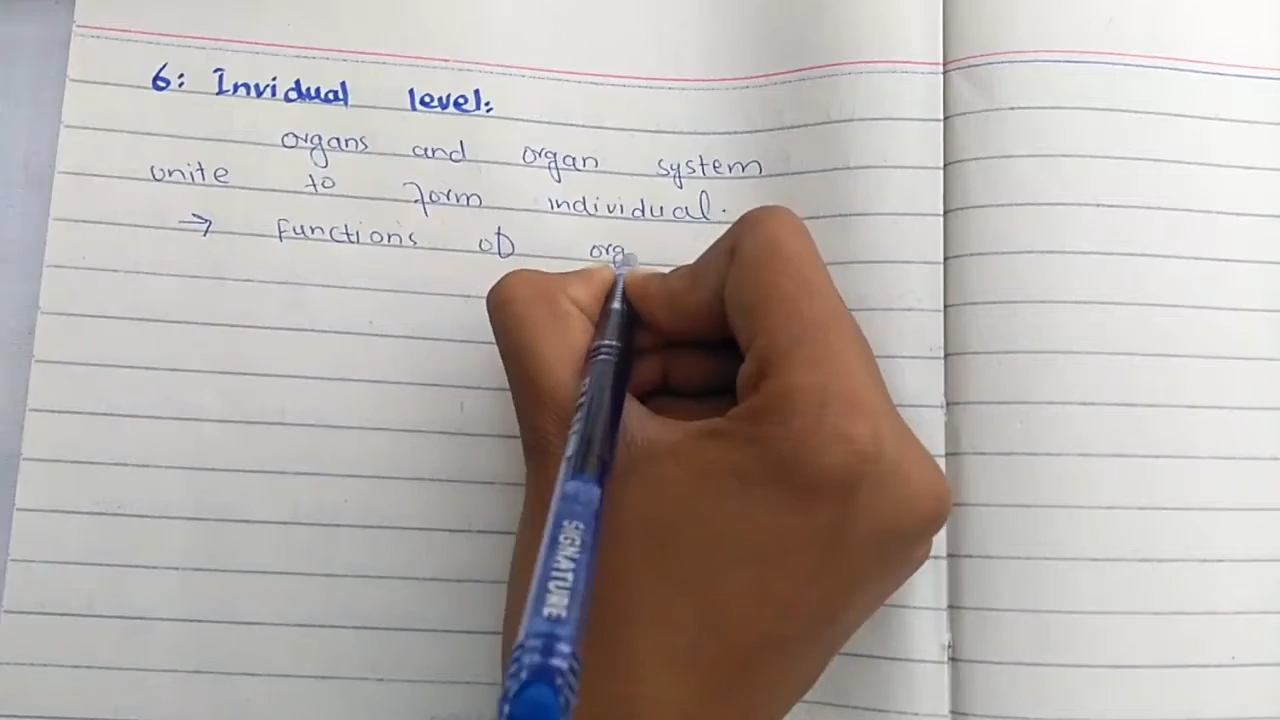 6: Invidual level:
organs and organ system
unite to form individual.
→ Functions of org
SIGNATURE